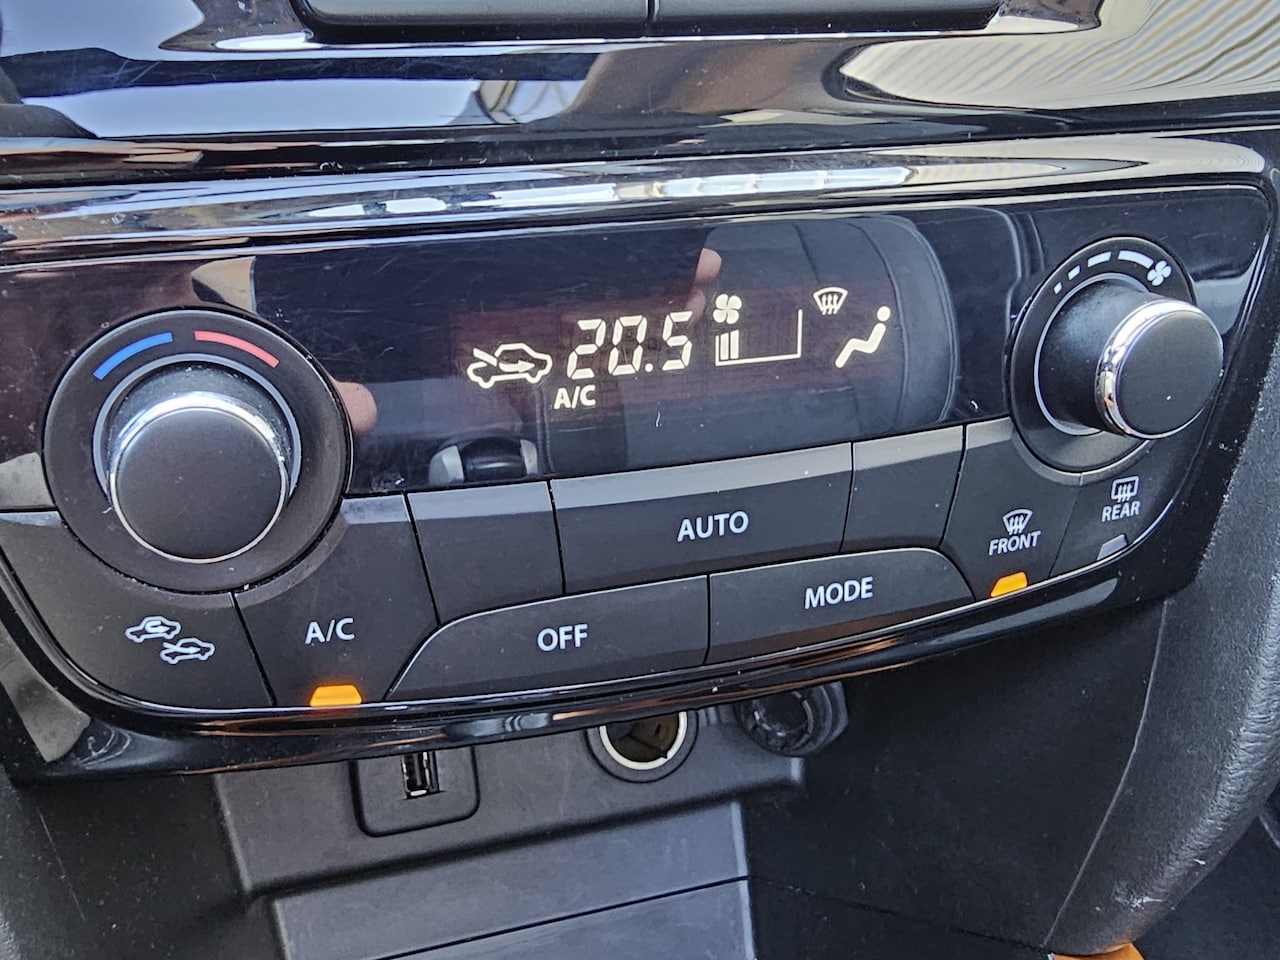 20.5
A/C
AUTO
REAR
FRONT
MODE
A/C
OFF